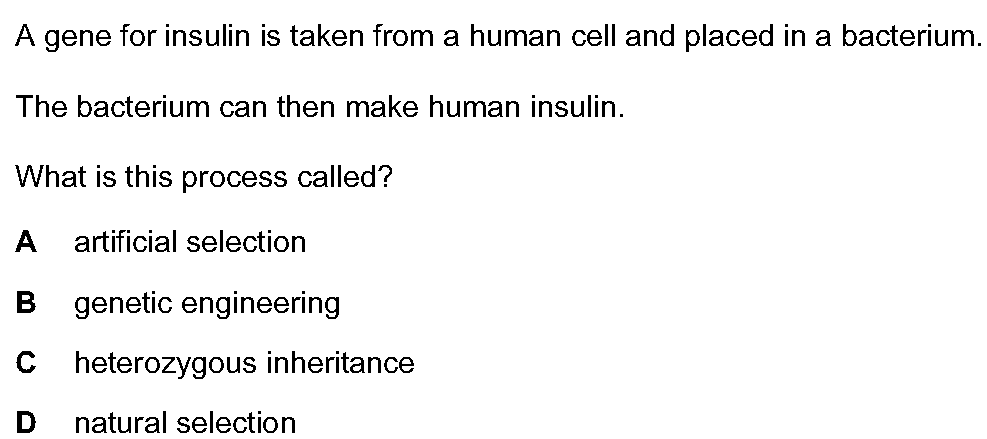 A gene for insulin is taken from a human cell and placed in a bacterium.
The bacterium can then make human insulin.
What is this process called?
A artificial selection
B genetic engineering
C heterozygous inheritance
D natural selection